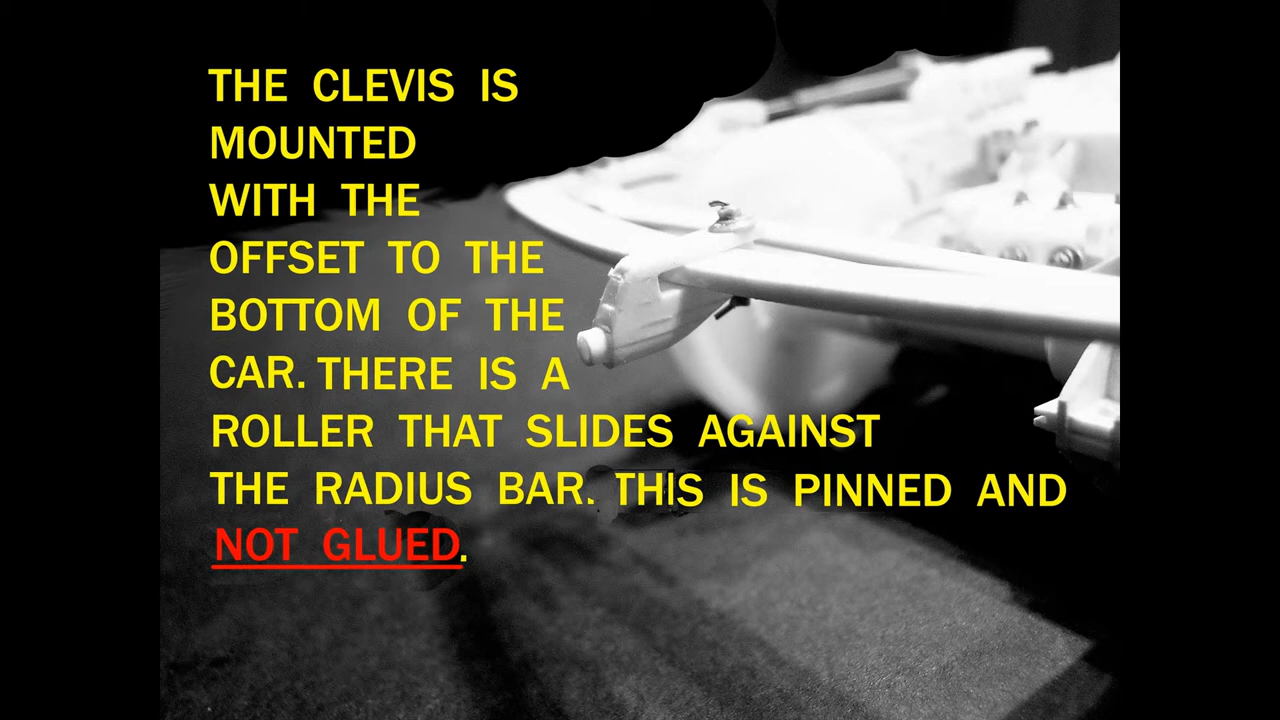 THE CLEVIS IS
MOUNTED
WITH THE
OFFSET TO THE
BOTTOM OF THE
CAR. THERE IS A
ROLLER THAT SLIDES AGAINST
THE RADIUS BAR. THIS IS PINNED AND
NOT GLUED.